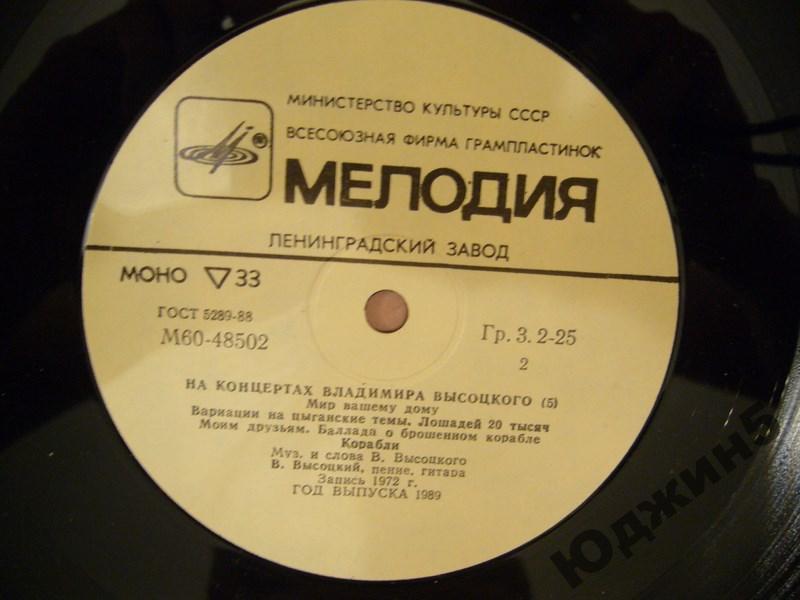 МИНИСТЕРСТВО КУЛЬТУРЫ СССР
ВСЕСОЮЗНАЯ ФИРМА ГРАМПЛАСТИНОК
®
МЕЛОДИЯ
ЛЕНИНГРАДСКИЙ ЗАВОД
МОНО ▽ 33
ГОСТ 5289-88
М60-48502
Гр. 3. 2-25
2
НА КОНЦЕРТАХ ВЛАДИМИРА ВЫСОЦКОГО (5)
Мир вашему дому
Вариации на цыганские темы. Лошадей 20 тысяч
Моим друзьям. Баллада о брошенном корабле
Корабли
Муз. и слова В. Высоцкого
В. Высоцкий, пение, гитара
Запись 1972 г.
ГОД ВЫПУСКА 1989
Юджин5